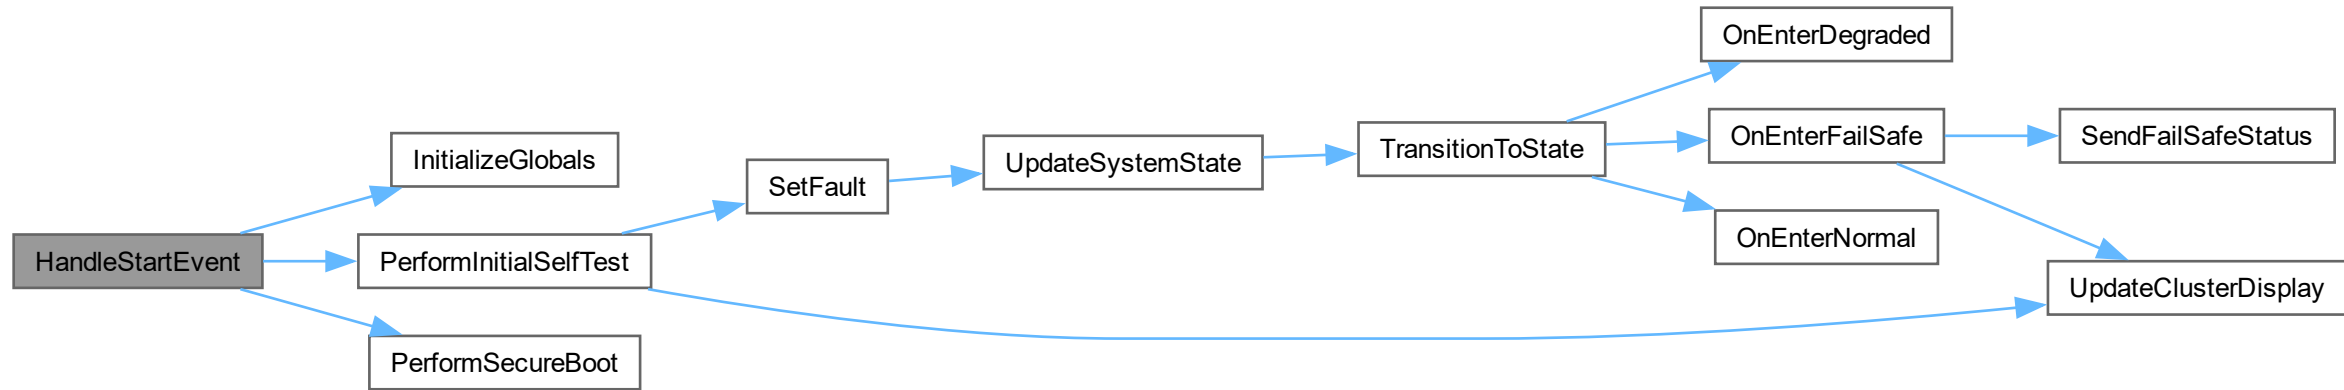 OnEnterDegraded
InitializeGlobals
SetFault
UpdateSystemState
TransitionToState
OnEnterFailSafe
SendFailSafeStatus
HandleStartEvent
PerformInitialSelfTest
OnEnterNormal
UpdateClusterDisplay
PerformSecureBoot